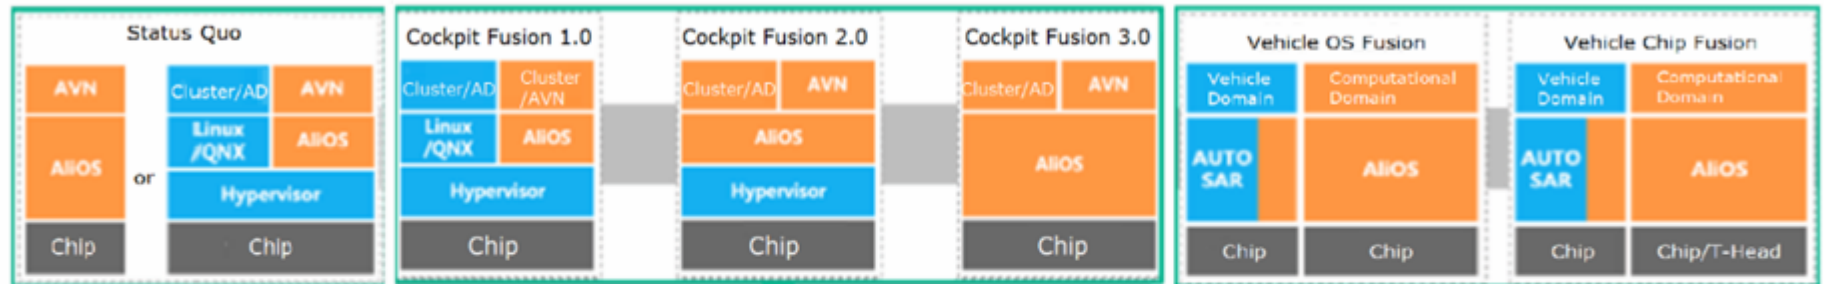 Status Quo
AVN
AliOS
Chip
or
Cluster/AD
AVN
Linux
/QNX
AliOS
Hypervisor
Chip
Cockpit Fusion 1.0
Cluster/AD
Cluster
/AVN
Linux
/QNX
AliOS
Hypervisor
Chip
Cockpit Fusion 2.0
Cluster/AD
AVN
AliOS
Hypervisor
Chip
Cockpit Fusion 3.0
Cluster/AD
AVN
AliOS
Chip
Vehicle OS Fusion
Vehicle
Domain
Computational
Domain
AUTO
SAR
AliOS
Chip
Chip
Vehicle Chip Fusion
Vehicle
Domain
Computational
Domain
AUTO
SAR
AliOS
Chip
Chip/T-Head